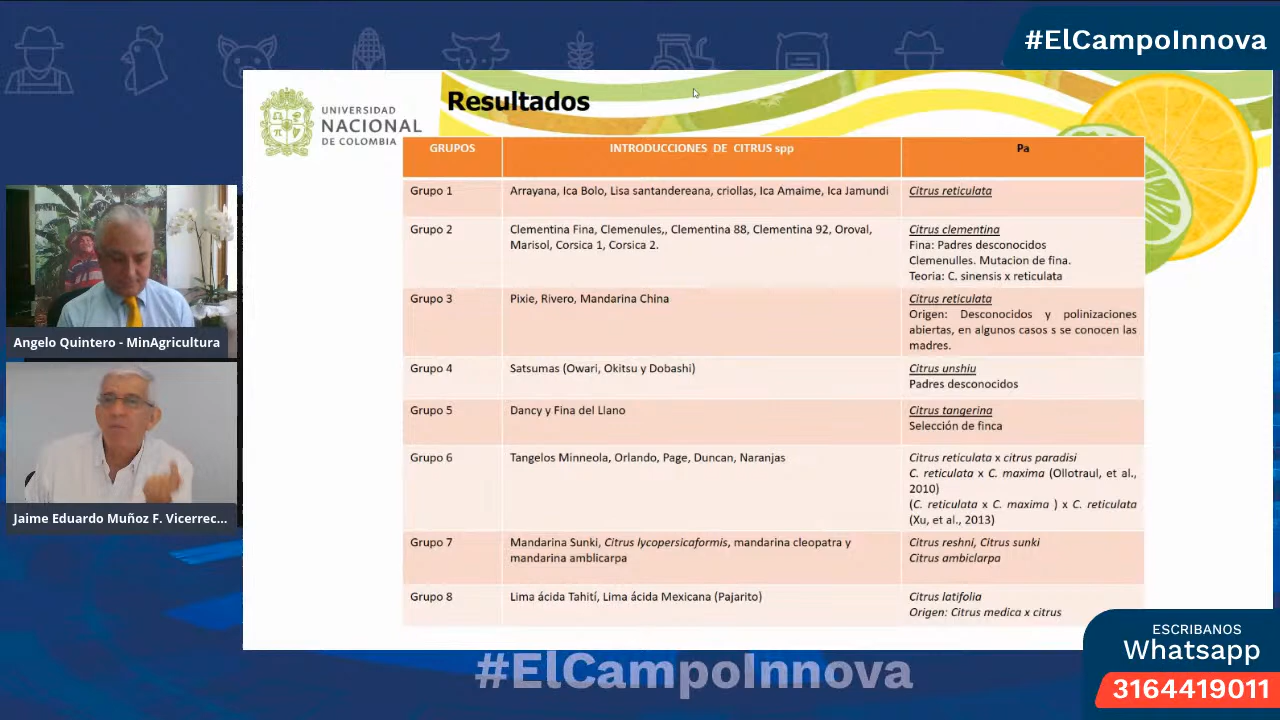 #ElCampoInnova
UNIVERSIDAD
NACIONAL
DE COLOMBIA
Resultados
GRUPOS INTRODUCCIONES DE CITRUS spp Pa
Grupo 1 Arrayana, Ica Bolo, Lisa santandereana, criollas, Ica Amaime, Ica Jamundi Citrus reticulata
Grupo 2 Clementina Fina, Clemenules,, Clementina 88, Clementina 92, Oroval, Citrus clementina
Marisol, Corsica 1, Corsica 2. Fina: Padres desconocidos
Clemenulles. Mutacion de fina.
Teoria: C. sinensis x reticulata
Grupo 3 Pixie, Rivero, Mandarina China Citrus reticulata
Origen: Desconocidos y polinizaciones
abiertas, en algunos casos s se conocen las
madres.
Grupo 4 Satsumas (Owari, Okitsu y Dobashi) Citrus unshiu
Padres desconocidos
Grupo 5 Dancy y Fina del Llano Citrus tangerina
Selección de finca
Grupo 6 Tangelos Minneola, Orlando, Page, Duncan, Naranjas Citrus reticulata x citrus paradisi
C. reticulata x C. maxima (Ollotraul, et al.,
2010)
(C. reticulata x C. maxima ) x C. reticulata
(Xu, et al., 2013)
Grupo 7 Mandarina Sunki, Citrus lycopersicaformis, mandarina cleopatra y Citrus reshni, Citrus sunki
mandarina amblicarpa Citrus ambiclarpa
Grupo 8 Lima ácida Tahití, Lima ácida Mexicana (Pajarito) Citrus latifolia
Origen: Citrus medica x citrus
Angelo Quintero - MinAgricultura
Jaime Eduardo Muñoz F. Vicerrec...
#ElCampoInnova
ESCRIBANOS
Whatsapp
3164419011